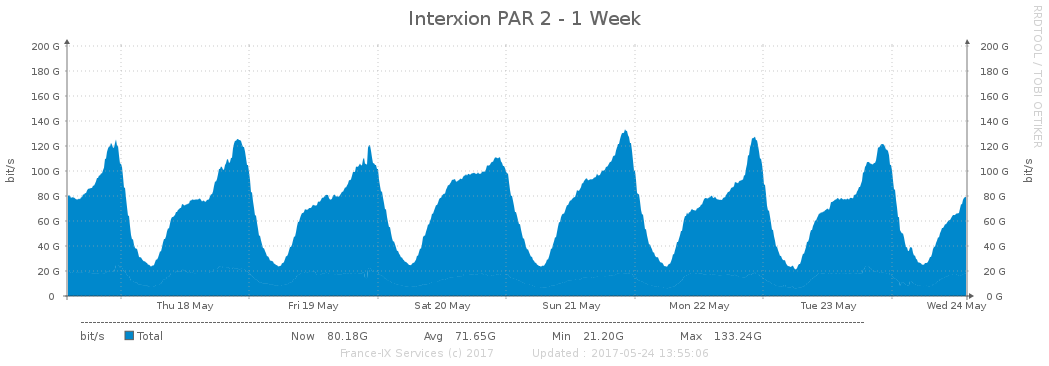 Interxion PAR 2 - 1 Week
RRDTOOL / TOBI OETIKER
200 G 200 G
180 G 180 G
160 G 160 G
140 G 140 G
120 G 120 G
100 G 100 G
80 G 80 G
60 G 60 G
40 G 40 G
20 G 20 G
0 0 G
bit/s bit/s
Thu 18 May Fri 19 May Sat 20 May Sun 21 May Mon 22 May Tue 23 May Wed 24 May
bit/s Total Now 80.18G Avg 71.65G Min 21.20G Max 133.24G
France-IX Services (c) 2017 Updated : 2017-05-24 13:55:06